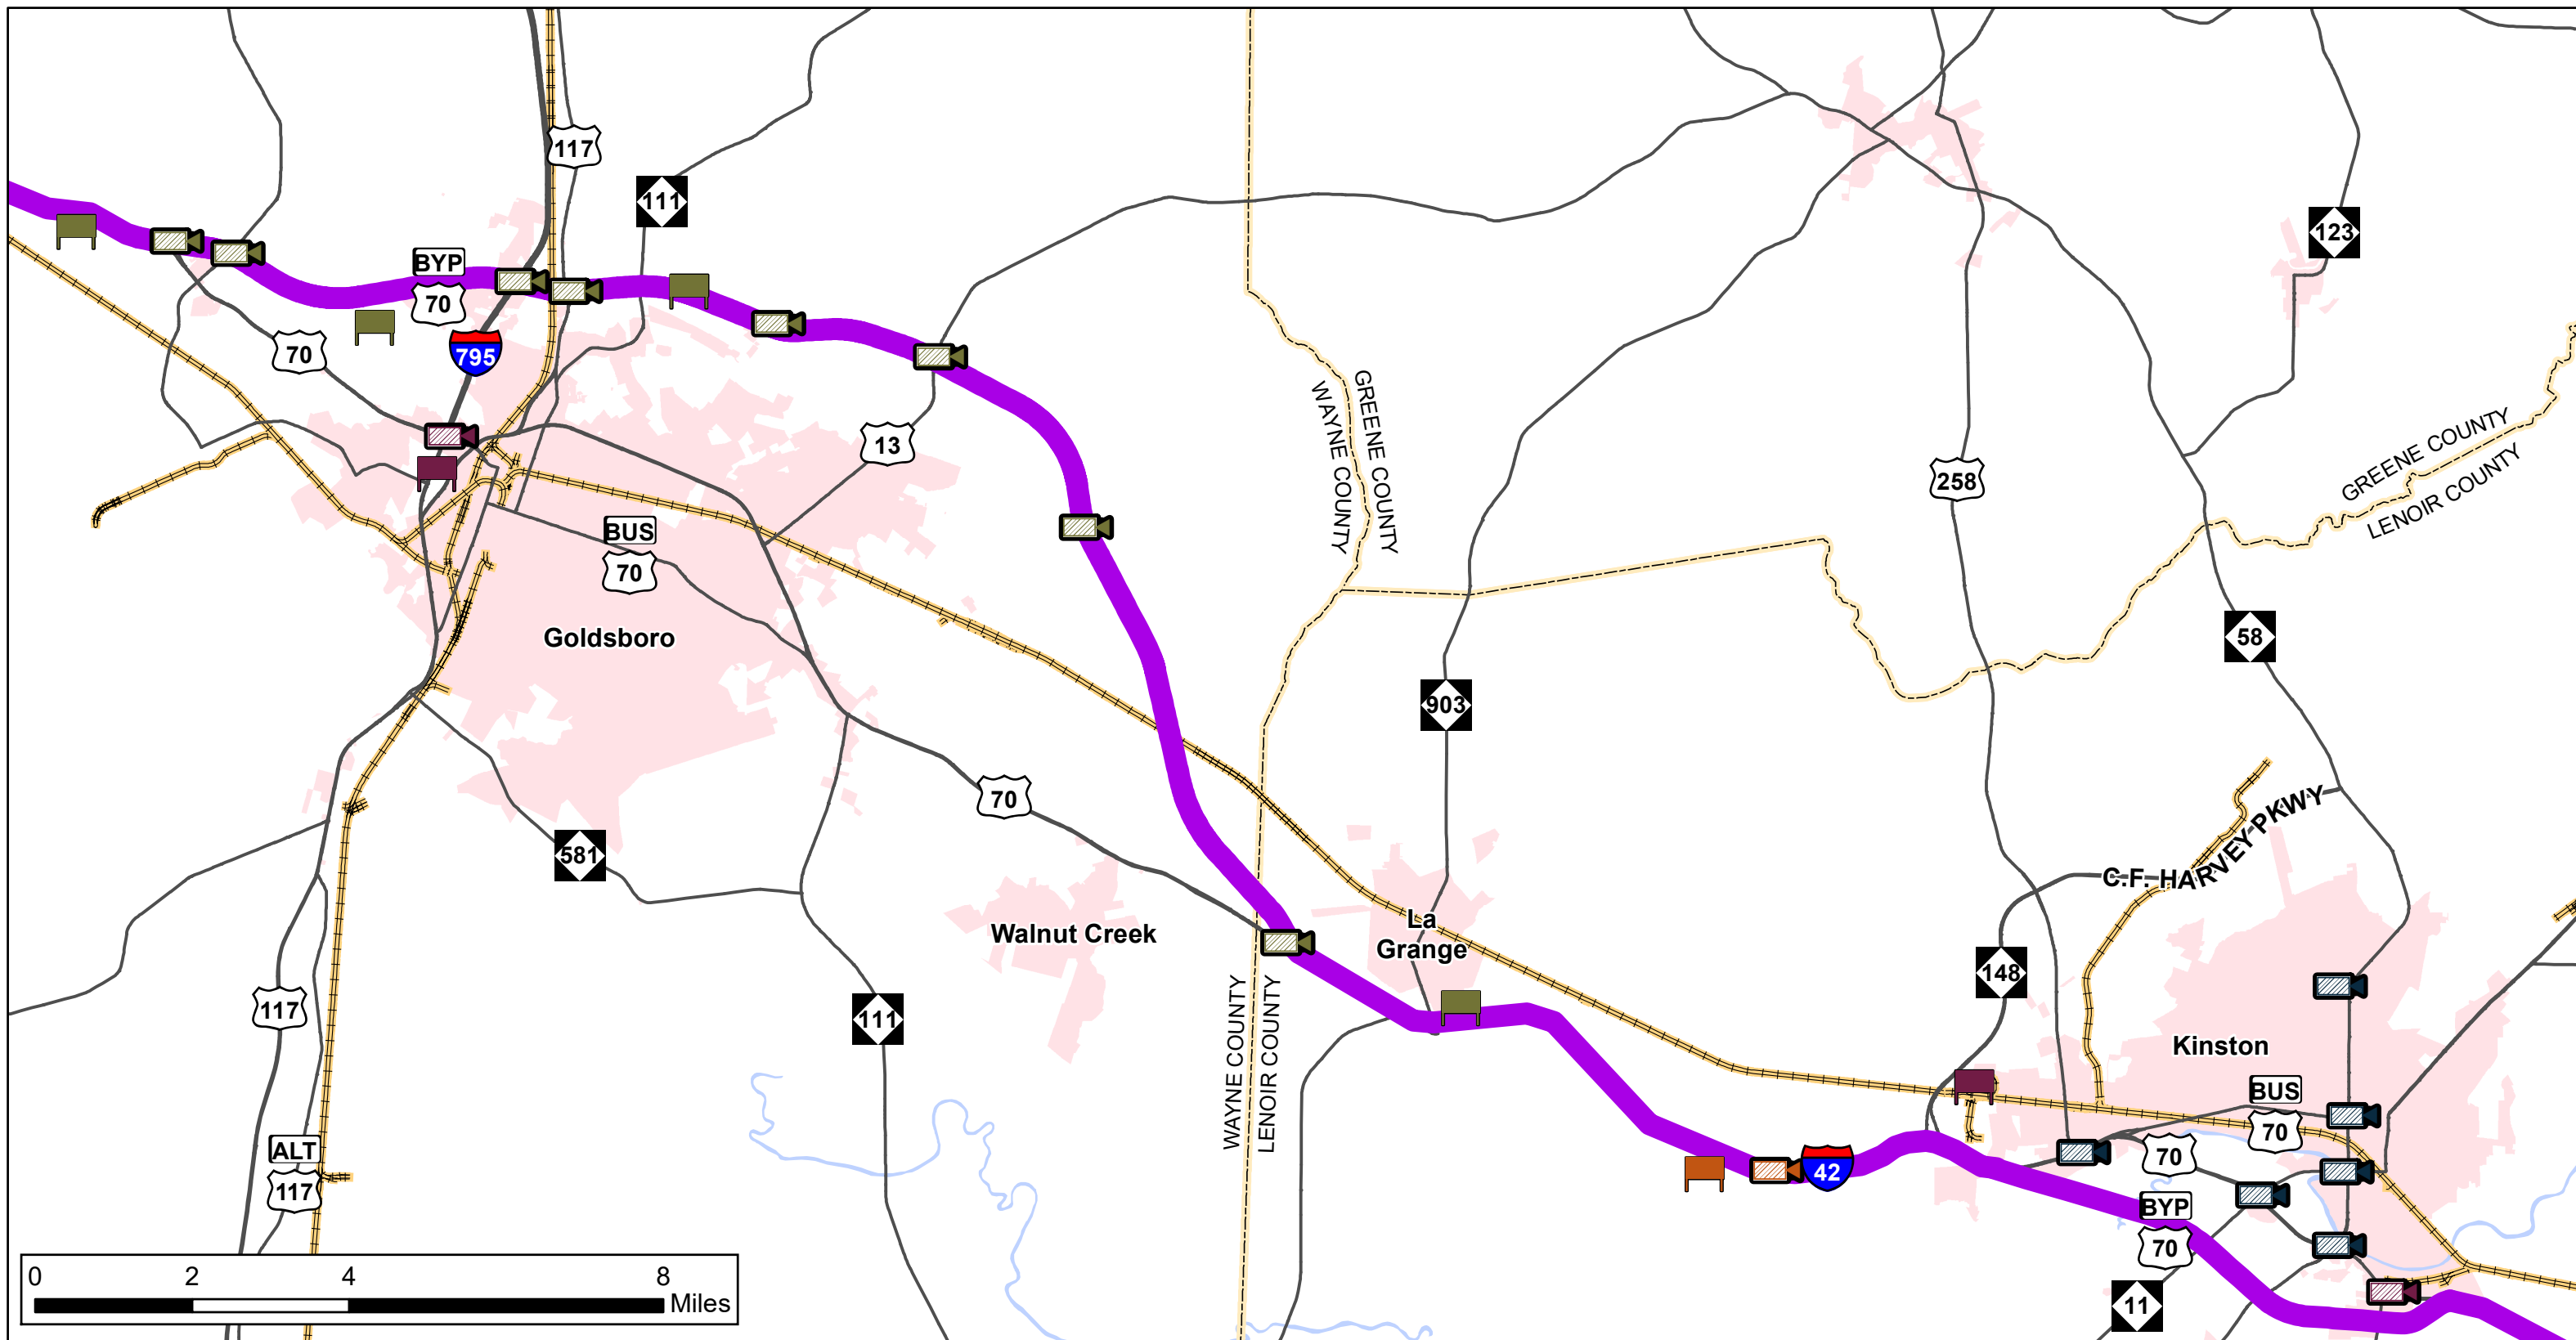 117
111
123
BYP
70
70
795
13
GREENE COUNTY
WAYNE COUNTY
258
GREENE COUNTY
LENOIR COUNTY
BUS
70
Goldsboro
58
903
70
C.F. HARVEY PKWY
581
La
Grange
Walnut Creek
148
117
111
WAYNE COUNTY
LENOIR COUNTY
Kinston
BUS
70
70
ALT
117
42
BYP
70
11
0 2 4 8
Miles